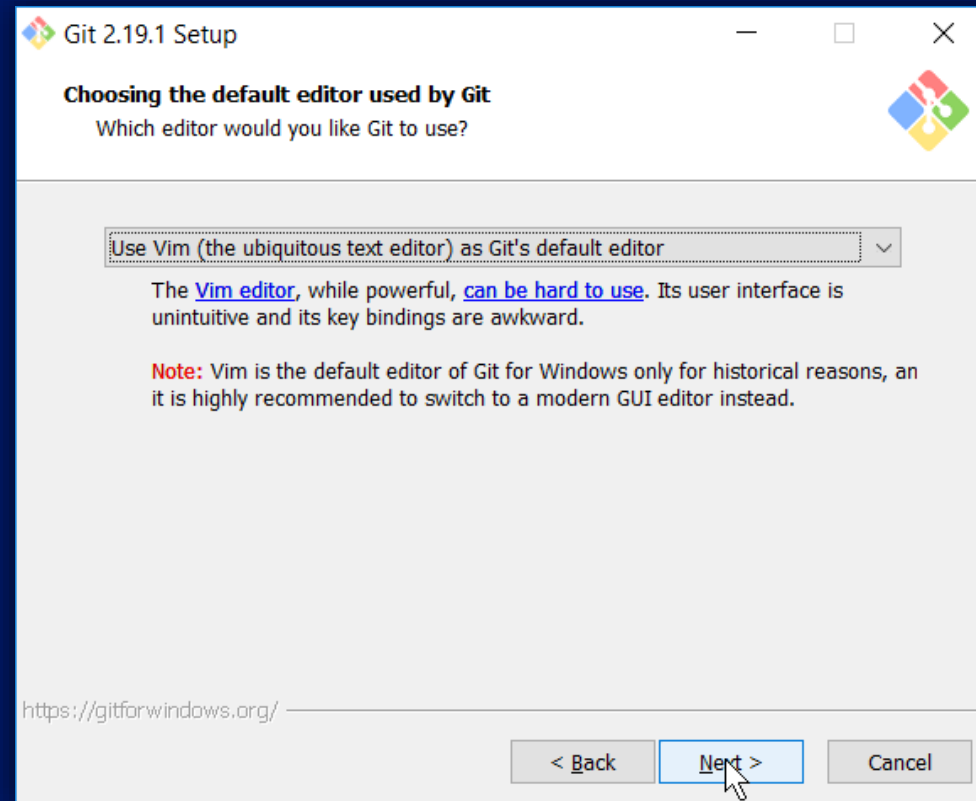 Git 2.19.1 Setup
Choosing the default editor used by Git
Which editor would you like Git to use?
Use Vim (the ubiquitous text editor) as Git's default editor
The Vim editor, while powerful, can be hard to use. Its user interface is
unintuitive and its key bindings are awkward.
Note: Vim is the default editor of Git for Windows only for historical reasons, an
it is highly recommended to switch to a modern GUI editor instead.
https://gitforwindows.org/
< Back
Next >
Cancel